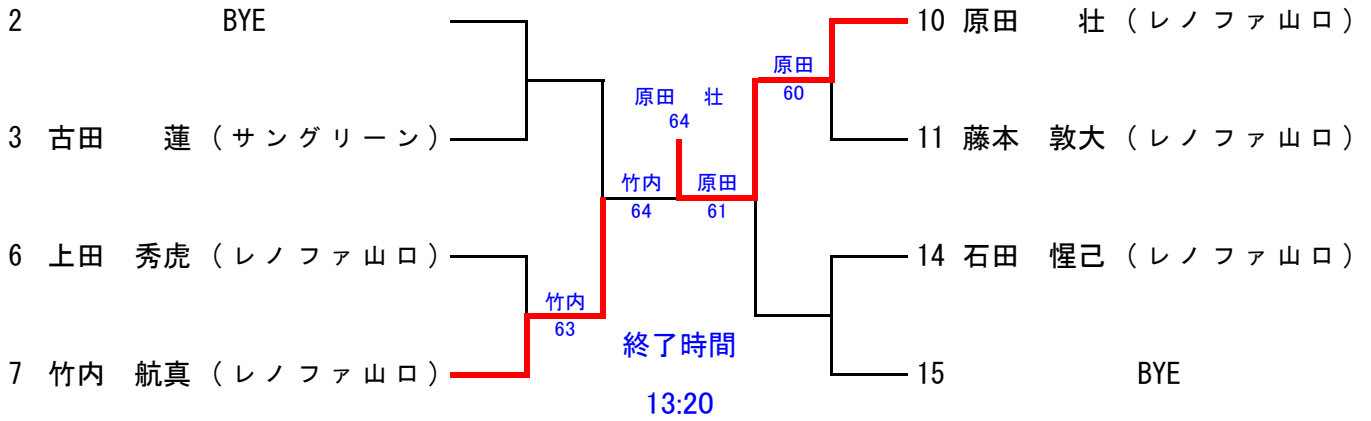 2 BYE
3 古田 蓮（サングリーン）
6 上田 秀虎（レノファ山口）
7 竹内 航真（レノファ山口）
竹内
63
竹内
64
原田 壮
64
原田
61
原田
60
終了時間
13:20
10 原田 壮（レノファ山口）
11 藤本 敦大（レノファ山口）
14 石田 惺己（レノファ山口）
15 BYE